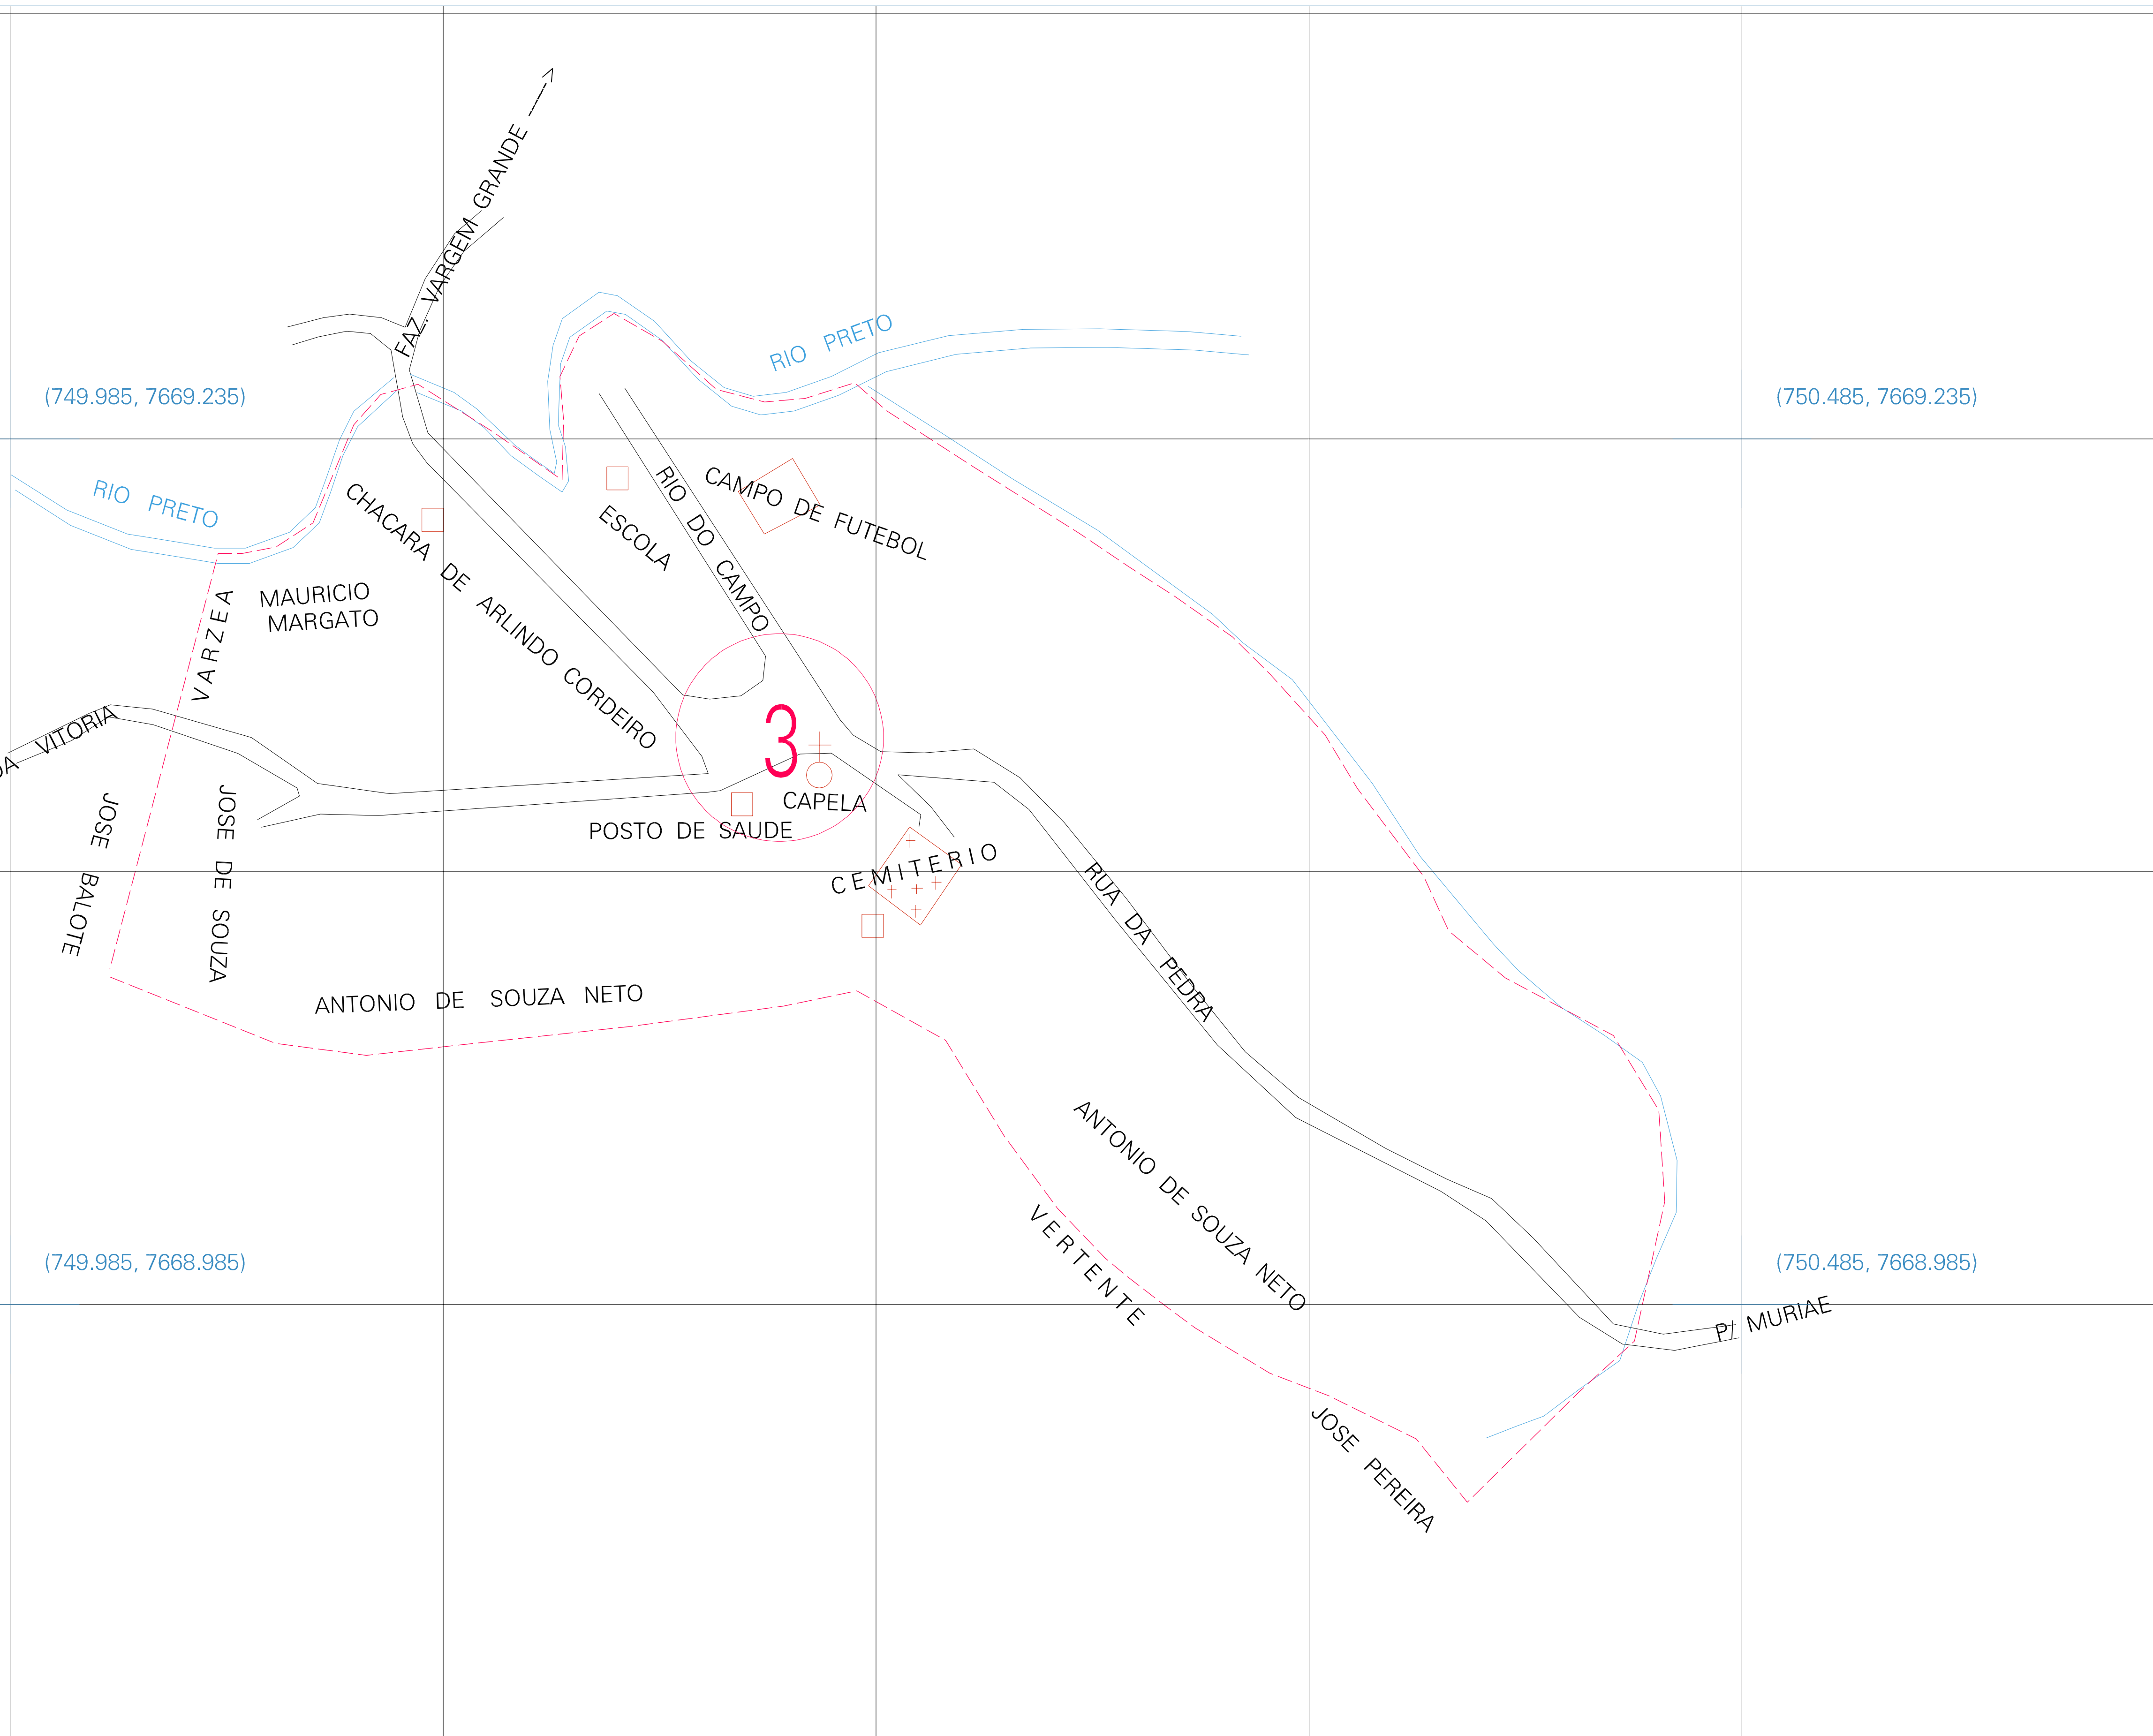 FAZ. VARGEM GRANDE
RIO PRETO
(749.985, 7669.235)
(750.485, 7669.235)
RIO PRETO
CHACARA DE ARLINDO CORDEIRO
ESCOLA
RIO DO CAMPO
CAMPO DE FUTEBOL
MAURICIO
MARGATO
VARZEA
VITORIA
3
CAPELA
POSTO DE SAUDE
CEMITERIO
JOSE BALOTE
JOSE DE SOUZA
RUA DA PEDRA
ANTONIO DE SOUZA NETO
ANTONIO DE SOUZA NETO
VERTENTE
(749.985, 7668.985)
(750.485, 7668.985)
P/ MURIAE
JOSE PEREIRA